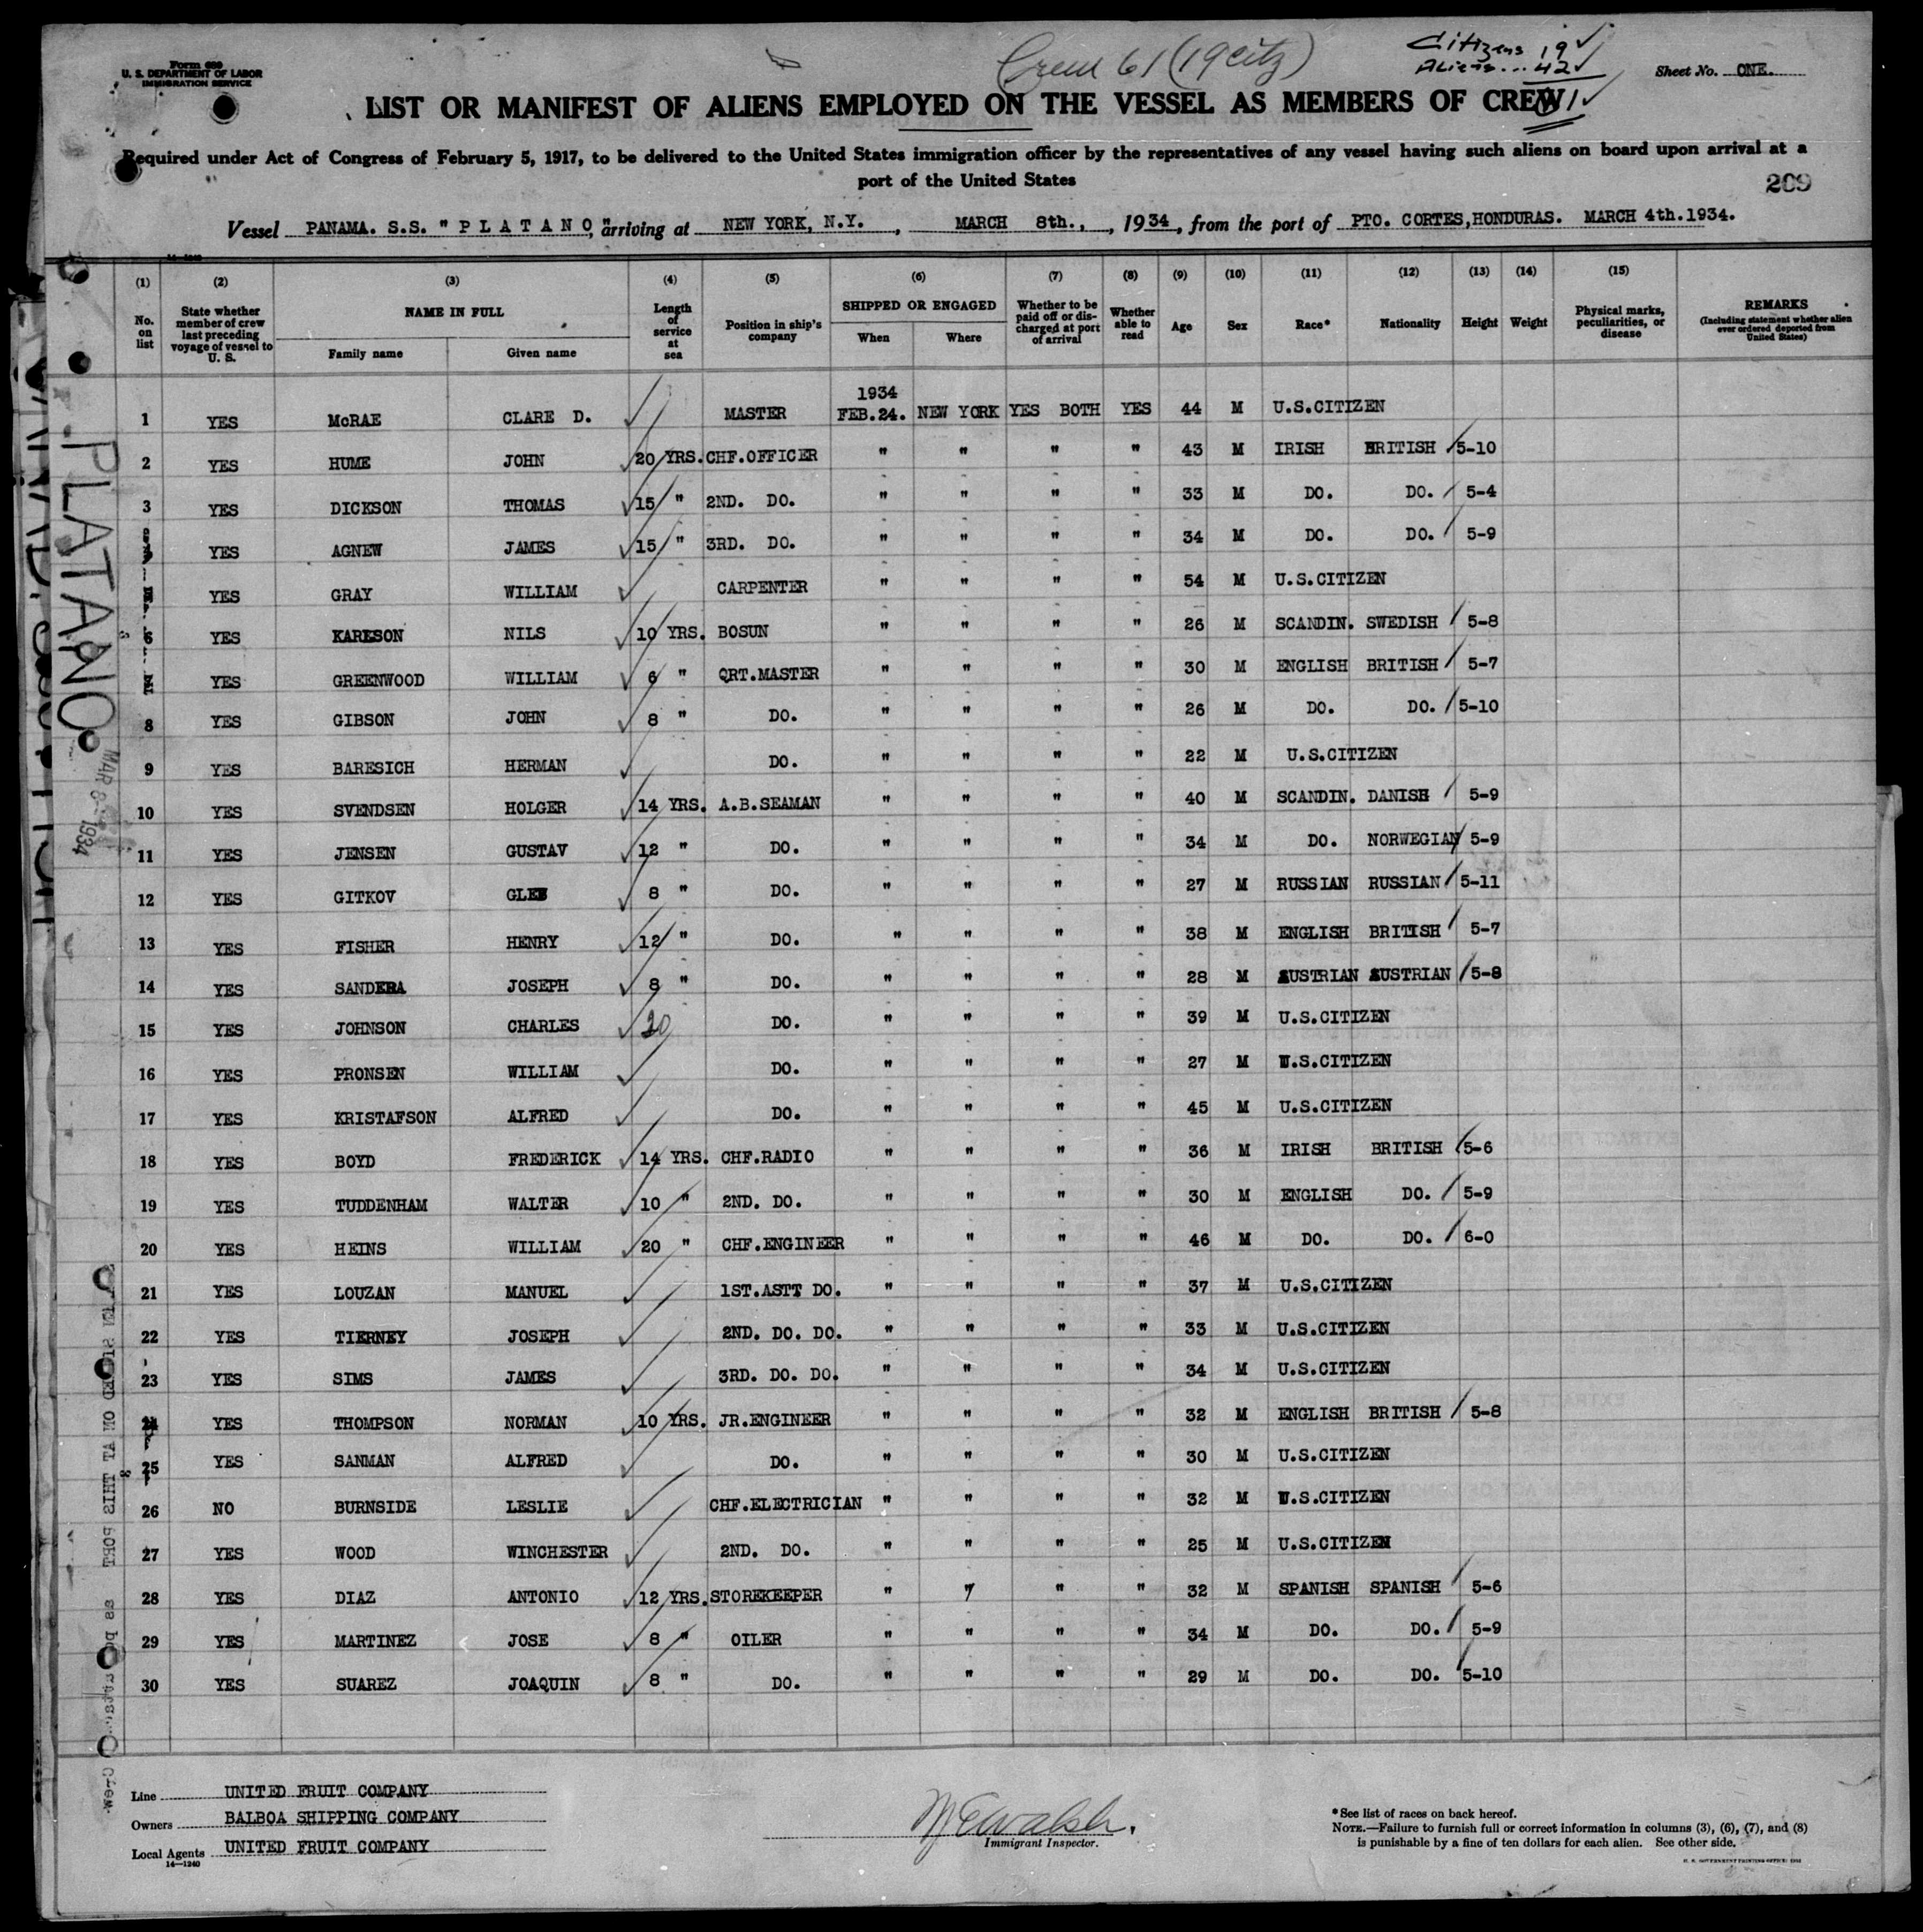 Form 689
U. S. DEPARTMENT OF LABOR
IMMIGRATION SERVICE
Crew 61 (19 citz)
Citizens 19
Aliens... 42
Sheet No. ONE.
LIST OR MANIFEST OF ALIENS EMPLOYED ON THE VESSEL AS MEMBERS OF CREW
Required under Act of Congress of February 5, 1917, to be delivered to the United States immigration officer by the representatives of any vessel having such aliens on board upon arrival at a
port of the United States
209
Vessel PANAMA. S.S. "PLATANO", arriving at NEW YORK, N.Y., MARCH 8th., 1934, from the port of PTO. CORTES, HONDURAS. MARCH 4th. 1934.
(1) (2) (3) (4) (5) (6) (7) (8) (9) (10) (11) (12) (13) (14) (15)
No. on list State whether member of crew last preceding voyage of vessel to U. S. NAME IN FULL Family name Given name Length of service at sea Position in ship's company SHIPPED OR ENGAGED When Where Whether to be paid off or discharged at port of arrival Whether able to read Age Sex Race* Nationality Height Weight Physical marks, peculiarities, or disease REMARKS (Including statement whether alien ever ordered deported from United States)
1934
1 YES McRAE CLARE D. MASTER FEB.24. NEW YORK YES BOTH YES 44 M U.S.CITIZEN
2 YES HUME JOHN 20 YRS. CHF.OFFICER " " " " 43 M IRISH BRITISH 5-10
3 YES DICKSON THOMAS 15 " 2ND. DO. " " " " 33 M DO. DO. 5-4
YES AGNEW JAMES 15 " 3RD. DO. " " " " 34 M DO. DO. 5-9
YES GRAY WILLIAM CARPENTER " " " " 54 M U.S.CITIZEN
6 YES KARLSON NILS 10 YRS. BOSUN " " " " 26 M SCANDIN. SWEDISH 5-8
YES GREENWOOD WILLIAM 6 " QRT.MASTER " " " " 30 M ENGLISH BRITISH 5-7
8 YES GIBSON JOHN 8 " DO. " " " " 26 M DO. DO. 5-10
9 YES BARESICH HERMAN DO. " " " " 22 M U.S.CITIZEN
10 YES SVENDSEN HOLGER 14 YRS. A.B.SEAMAN " " " " 40 M SCANDIN. DANISH 5-9
11 YES JENSEN GUSTAV 12 " DO. " " " " 34 M DO. NORWEGIAN 5-9
12 YES GITKOV GLEB 8 " DO. " " " " 27 M RUSSIAN RUSSIAN 5-11
13 YES FISHER HENRY 12 " DO. " " " " 38 M ENGLISH BRITISH 5-7
14 YES SANDERA JOSEPH 8 " DO. " " " " 28 M AUSTRIAN AUSTRIAN 5-8
15 YES JOHNSON CHARLES 20 DO. " " " " 39 M U.S.CITIZEN
16 YES PRONSEN WILLIAM DO. " " " " 27 M U.S.CITIZEN
17 YES KRISTAFSON ALFRED DO. " " " " 45 M U.S.CITIZEN
18 YES BOYD FREDERICK 14 YRS. CHF.RADIO " " " " 36 M IRISH BRITISH 5-6
19 YES TUDDENHAM WALTER 10 " 2ND. DO. " " " " 30 M ENGLISH DO. 5-9
20 YES HEINS WILLIAM 20 " CHF.ENGINEER " " " " 46 M DO. DO. 6-0
21 YES LOUZAN MANUEL 1ST.ASTT DO. " " " " 37 M U.S.CITIZEN
22 YES TIERNEY JOSEPH 2ND. DO. DO. " " " " 33 M U.S.CITIZEN
23 YES SIMS JAMES 3RD. DO. DO. " " " " 34 M U.S.CITIZEN
24 YES THOMPSON NORMAN 10 YRS. JR.ENGINEER " " " " 32 M ENGLISH BRITISH 5-8
25 YES SANMAN ALFRED DO. " " " " 30 M U.S.CITIZEN
26 NO BURNSIDE LESLIE CHF.ELECTRICIAN " " " " 32 M U.S.CITIZEN
27 YES WOOD WINCHESTER 2ND. DO. " " " " 25 M U.S.CITIZEN
28 YES DIAZ ANTONIO 12 YRS. STOREKEEPER " " " " 32 M SPANISH SPANISH 5-6
29 YES MARTINEZ JOSE 8 " OILER " " " " 34 M DO. DO. 5-9
30 YES SUAREZ JOAQUIN 8 " DO. " " " " 29 M DO. DO. 5-10
PLATANO
MAR 8- 1934
Line UNITED FRUIT COMPANY
Owners BALBOA SHIPPING COMPANY
Local Agents UNITED FRUIT COMPANY
14—1240
Immigrant Inspector.
*See list of races on back hereof.
NOTE.—Failure to furnish full or correct information in columns (3), (6), (7), and (8)
is punishable by a fine of ten dollars for each alien. See other side.